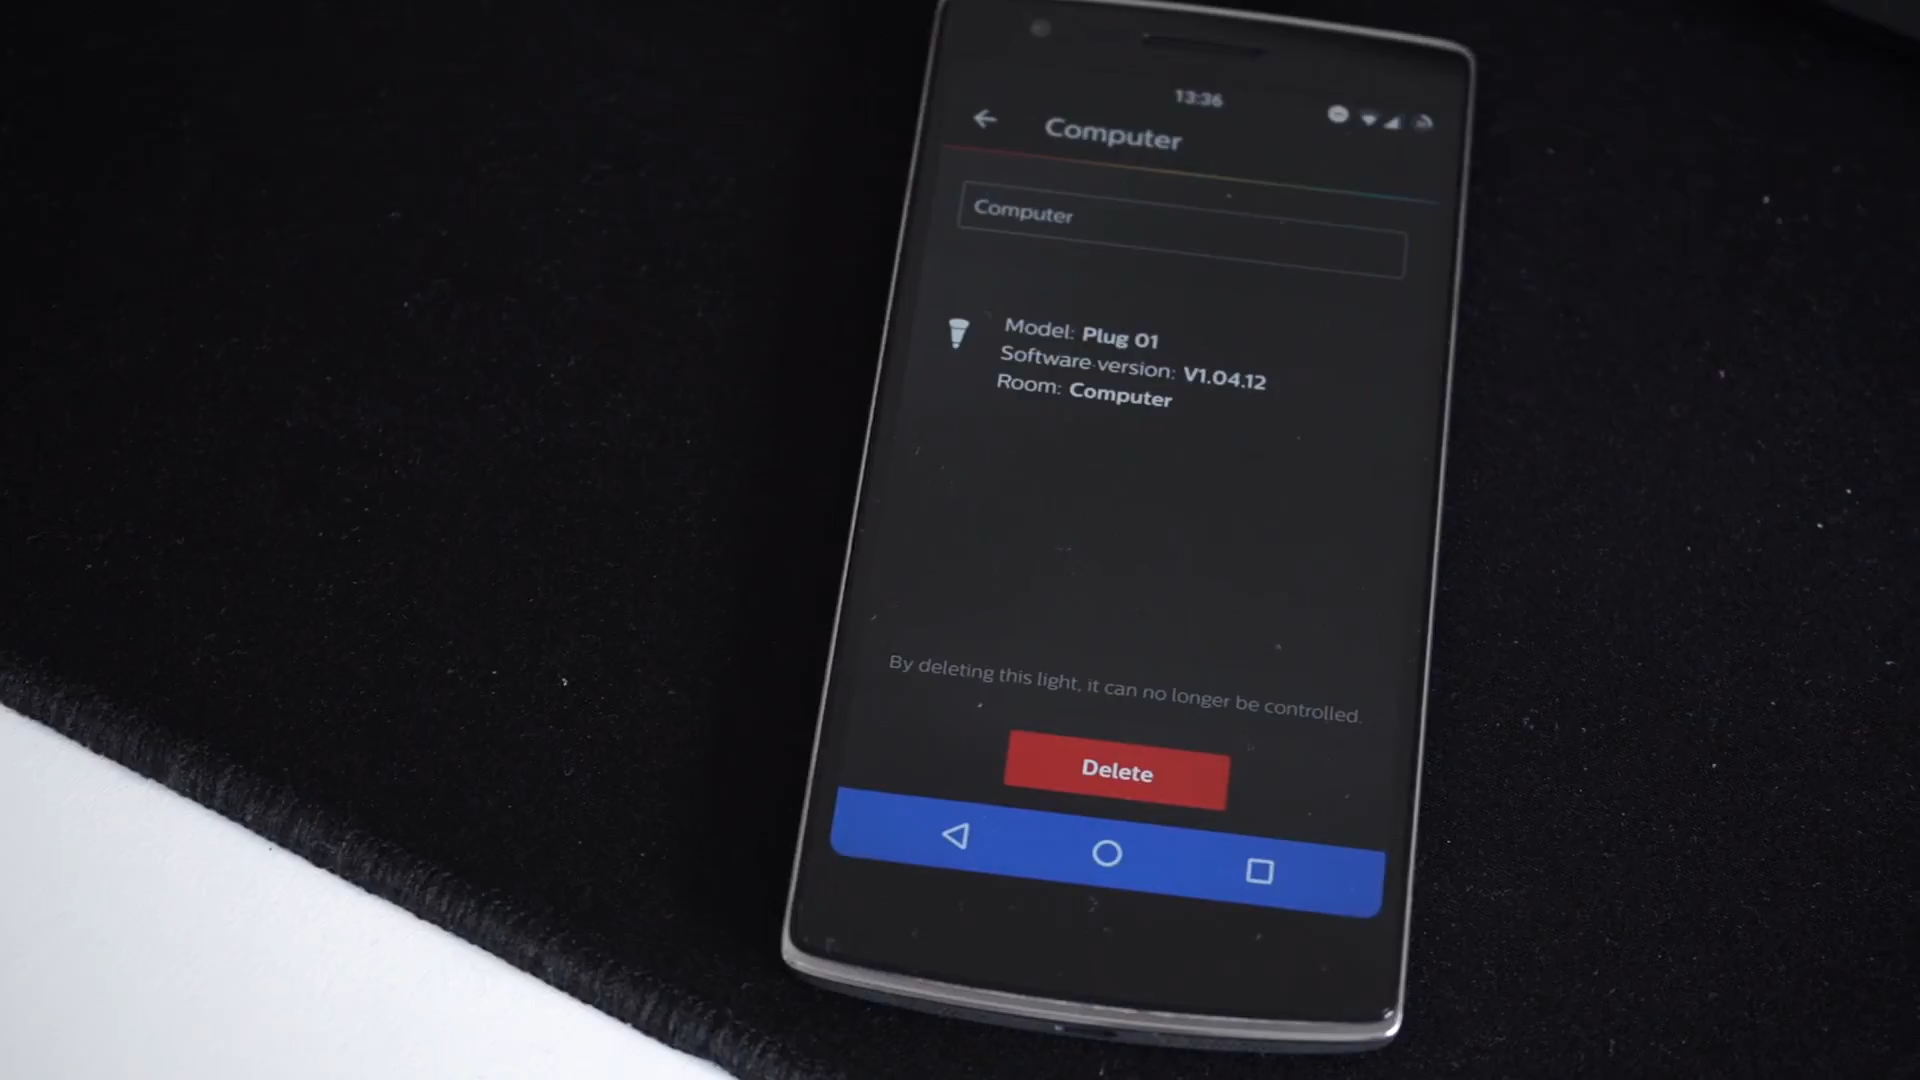 13:36
Computer
Computer
Model: Plug 01
Software version: V1.04.12
Room: Computer
By deleting this light, it can no longer be controlled.
Delete